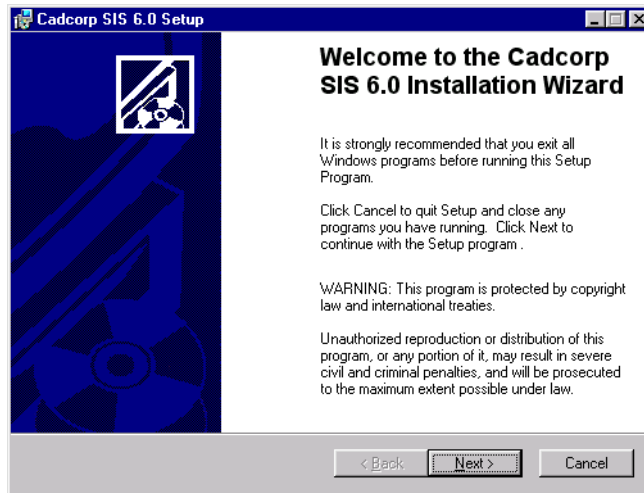 Cadcorp SIS 6.0 Setup
Welcome to the Cadcorp
SIS 6.0 Installation Wizard
It is strongly recommended that you exit all
Windows programs before running this Setup
Program.
Click Cancel to quit Setup and close any
programs you have running. Click Next to
continue with the Setup program .
WARNING: This program is protected by copyright
law and international treaties.
Unauthorized reproduction or distribution of this
program, or any portion of it, may result in severe
civil and criminal penalties, and will be prosecuted
to the maximum extent possible under law.
< Back Next > Cancel